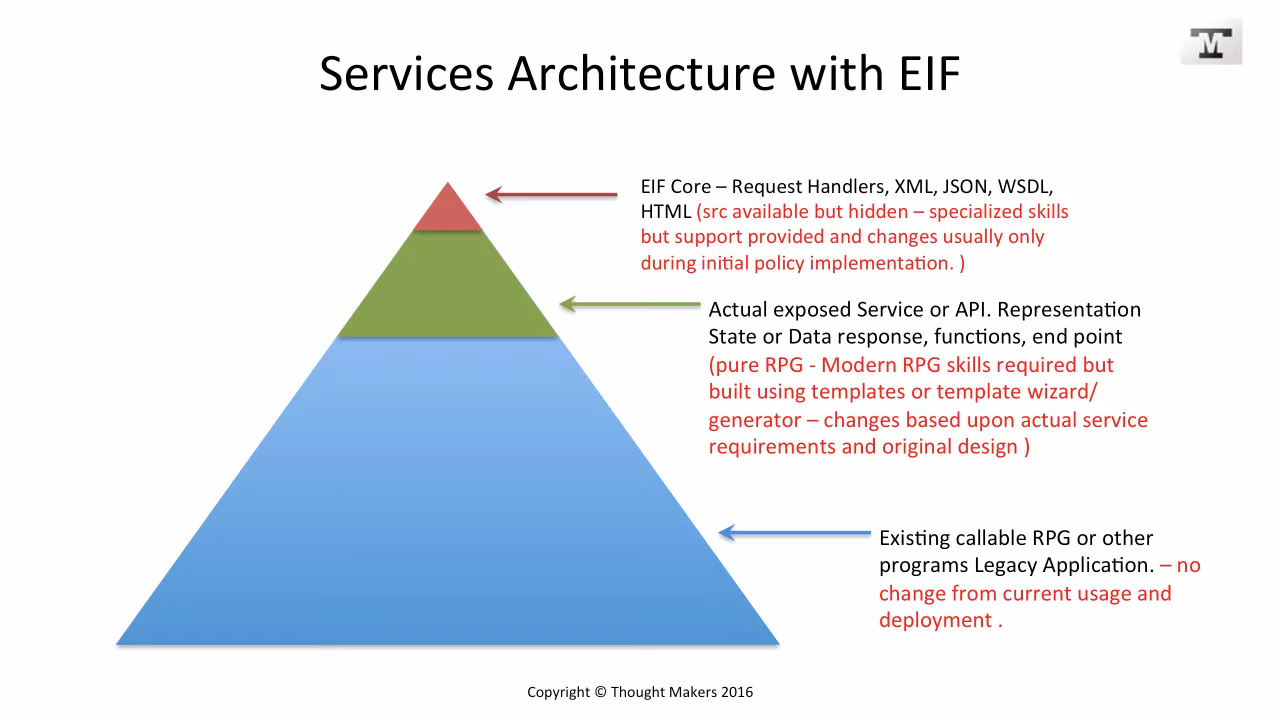 Services Architecture with EIF
M
EIF Core – Request Handlers, XML, JSON, WSDL,
HTML (src available but hidden – specialized skills
but support provided and changes usually only
during initial policy implementation. )
Actual exposed Service or API. Representation
State or Data response, functions, end point
(pure RPG - Modern RPG skills required but
built using templates or template wizard/
generator – changes based upon actual service
requirements and original design )
Existing callable RPG or other
programs Legacy Application. – no
change from current usage and
deployment .
Copyright © Thought Makers 2016